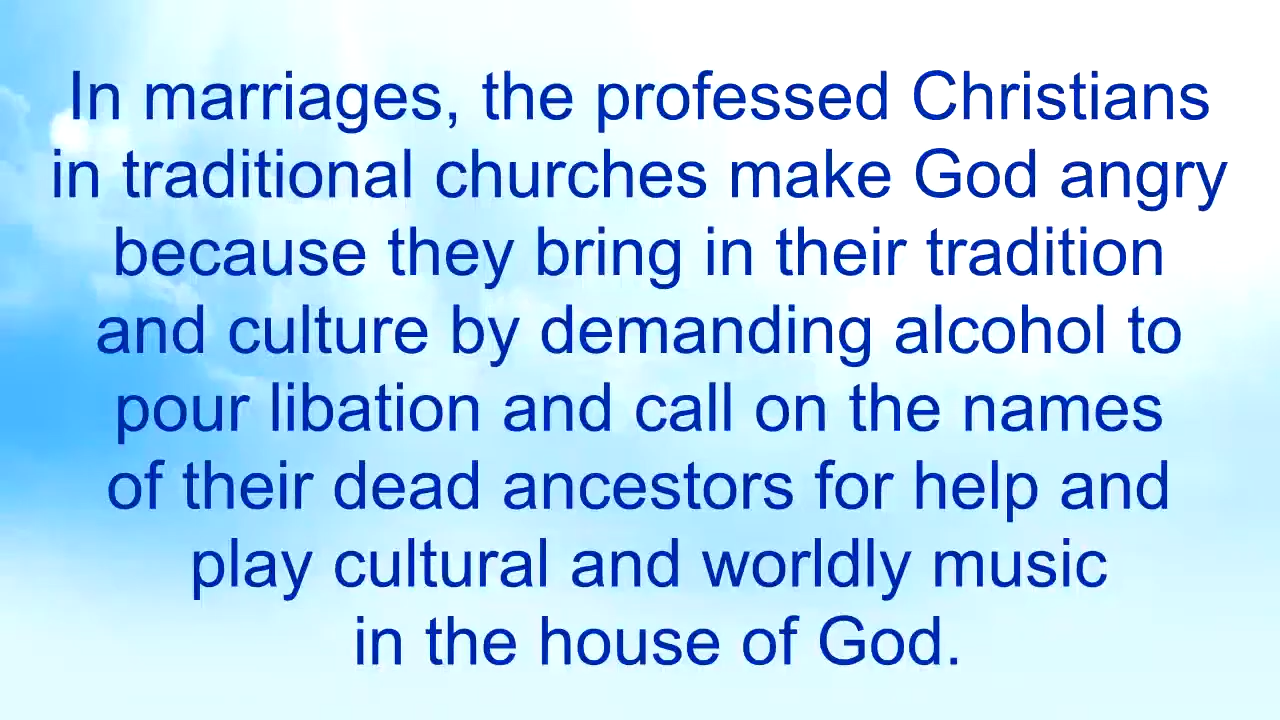 In marriages, the professed Christians
in traditional churches make God angry
because they bring in their tradition
and culture by demanding alcohol to
pour libation and call on the names
of their dead ancestors for help and
play cultural and worldly music
in the house of God.